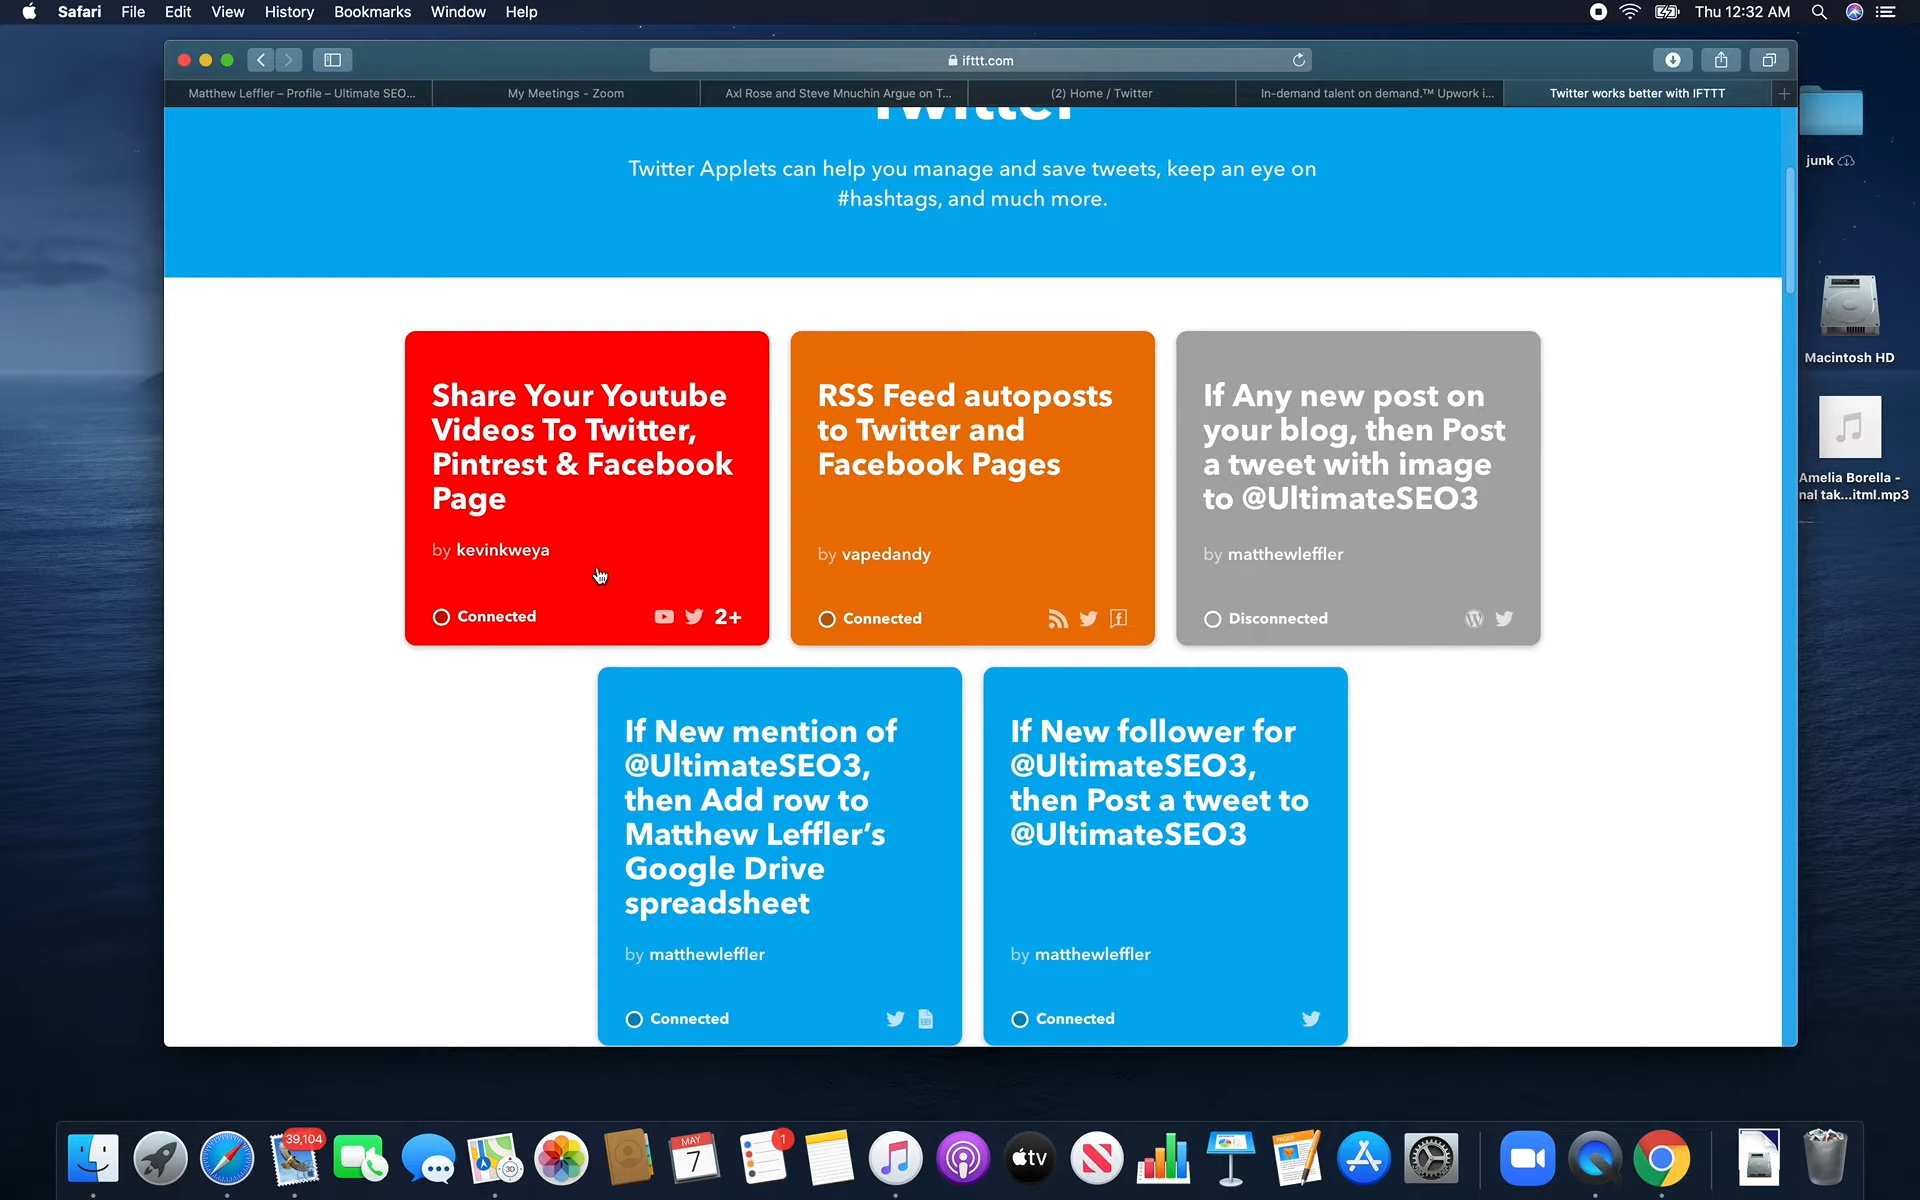 Safari File Edit View History Bookmarks Window Help
Thu 12:32 AM
ifttt.com
Matthew Leffler – Profile – Ultimate SEO...
My Meetings - Zoom
Axl Rose and Steve Mnuchin Argue on T...
(2) Home / Twitter
In-demand talent on demand.™ Upwork i...
Twitter works better with IFTTT
Twitter
Twitter Applets can help you manage and save tweets, keep an eye on
#hashtags, and much more.
Share Your Youtube
Videos To Twitter,
Pintrest & Facebook
Page
by kevinkweya
Connected
2+
RSS Feed autoposts
to Twitter and
Facebook Pages
by vapedandy
Connected
If Any new post on
your blog, then Post
a tweet with image
to @UltimateSEO3
by matthewleffler
Disconnected
If New mention of
@UltimateSEO3,
then Add row to
Matthew Leffler's
Google Drive
spreadsheet
by matthewleffler
Connected
If New follower for
@UltimateSEO3,
then Post a tweet to
@UltimateSEO3
by matthewleffler
Connected
junk
Macintosh HD
Amelia Borella -
nal tak...itml.mp3
39,104
3D
MAY
7
1
tv
PAGES